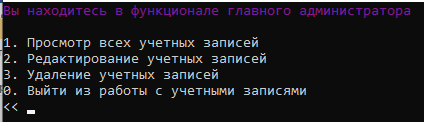 Вы находитесь в функционале главного администратора
1. Просмотр всех учетных записей
2. Редактирование учетных записей
3. Удаление учетных записей
0. Выйти из работы с учетными записями
<<